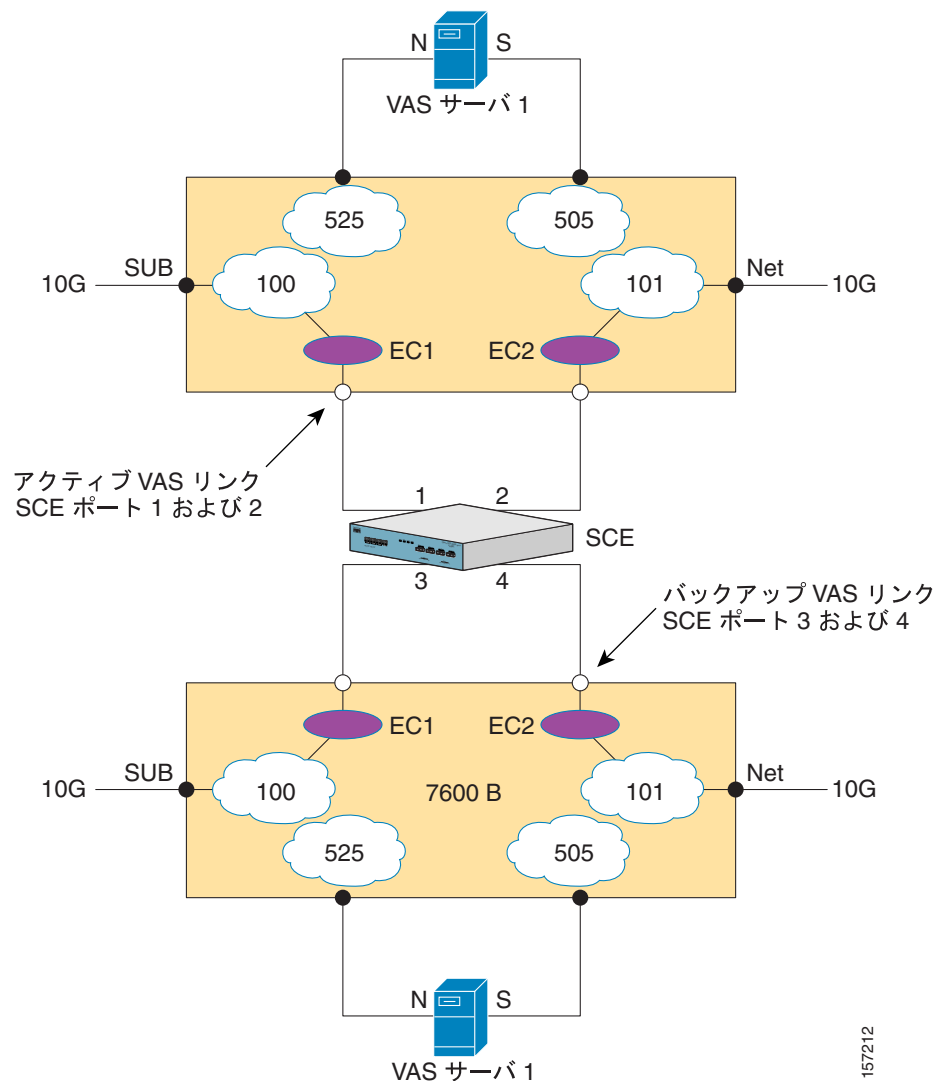 N
S
VAS サーバ 1
525
505
SUB
Net
10G
100
101
10G
EC1
EC2
アクティブ VAS リンク
SCE ポート 1 および 2
1
2
SCE
3
4
バックアップ VAS リンク
SCE ポート 3 および 4
EC1
EC2
SUB
Net
10G
100
7600 B
101
10G
525
505
N
S
VAS サーバ 1
157212